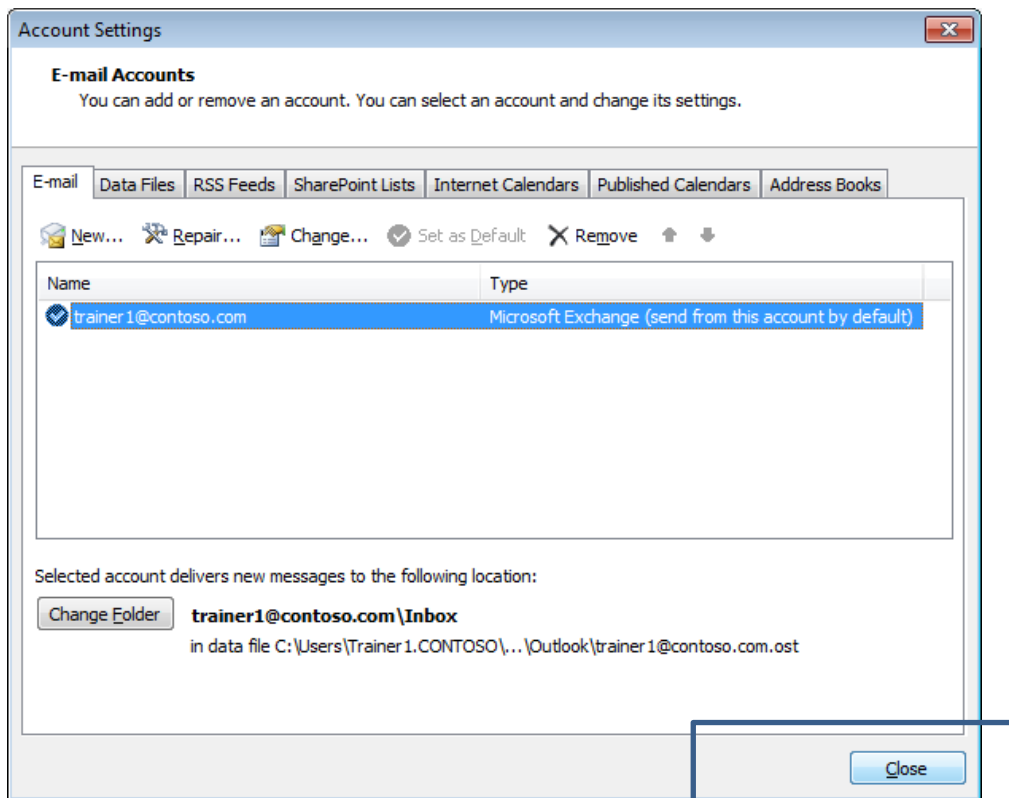 Account Settings
E-mail Accounts
You can add or remove an account. You can select an account and change its settings.
E-mail Data Files RSS Feeds SharePoint Lists Internet Calendars Published Calendars Address Books
New... Repair... Change... Set as Default Remove
Name Type
trainer1@contoso.com Microsoft Exchange (send from this account by default)
Selected account delivers new messages to the following location:
Change Folder trainer1@contoso.com\Inbox
in data file C:\Users\Trainer1.CONTOSO\...\Outlook\trainer1@contoso.com.ost
Close